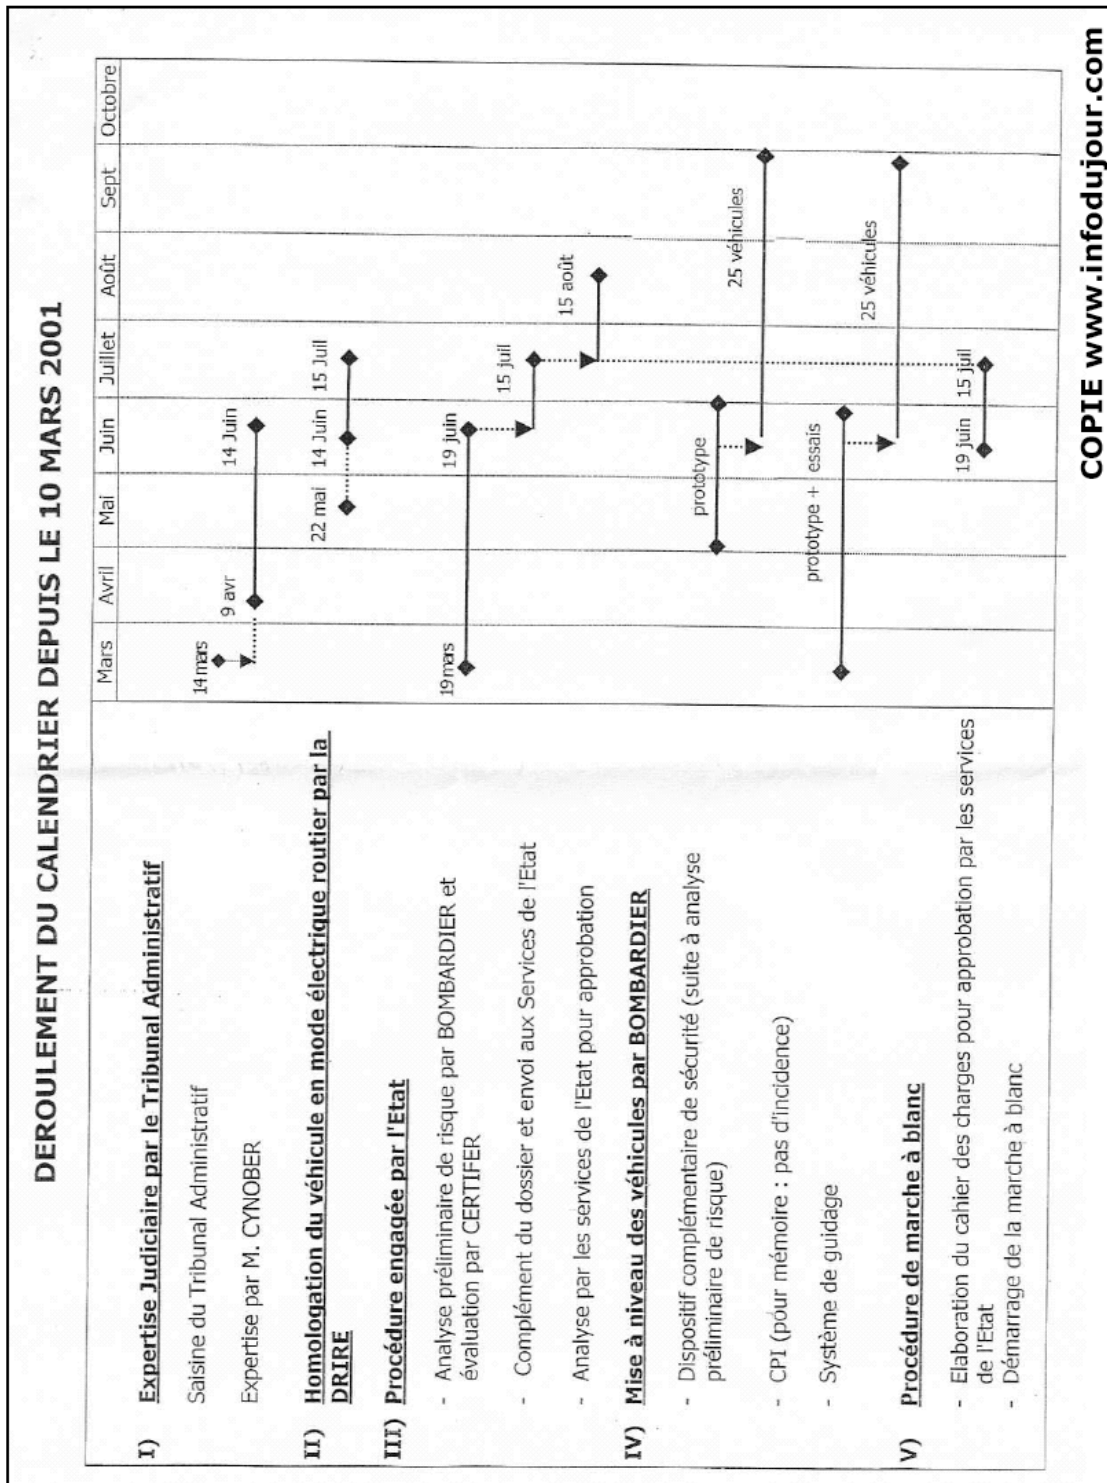 DEROULEMENT DU CALENDRIER DEPUIS LE 10 MARS 2001
Mars Avril Mai Juin Juillet Août Sept Octobre
I) Expertise Judiciaire par le Tribunal Administratif
Saisine du Tribunal Administratif
14 mars
Expertise par M. CYNOBER
9 avr 14 Juin
II) Homologation du véhicule en mode électrique routier par la
DRIRE
22 mai 14 Juin 15 Juil
III) Procédure engagée par l'Etat
- Analyse préliminaire de risque par BOMBARDIER et
évaluation par CERTIFER
19 mars 19 juin
- Complément du dossier et envoi aux Services de l'Etat
15 juil
- Analyse par les services de l'Etat pour approbation
15 août
IV) Mise à niveau des véhicules par BOMBARDIER
- Dispositif complémentaire de sécurité (suite à analyse
préliminaire de risque)
prototype
25 véhicules
- CPI (pour mémoire : pas d'incidence)
- Système de guidage
prototype + essais
25 véhicules
V) Procédure de marche à blanc
- Elaboration du cahier des charges pour approbation par les services
de l'Etat
19 juin 15 juil
- Démarrage de la marche à blanc
COPIE www.infodujour.com